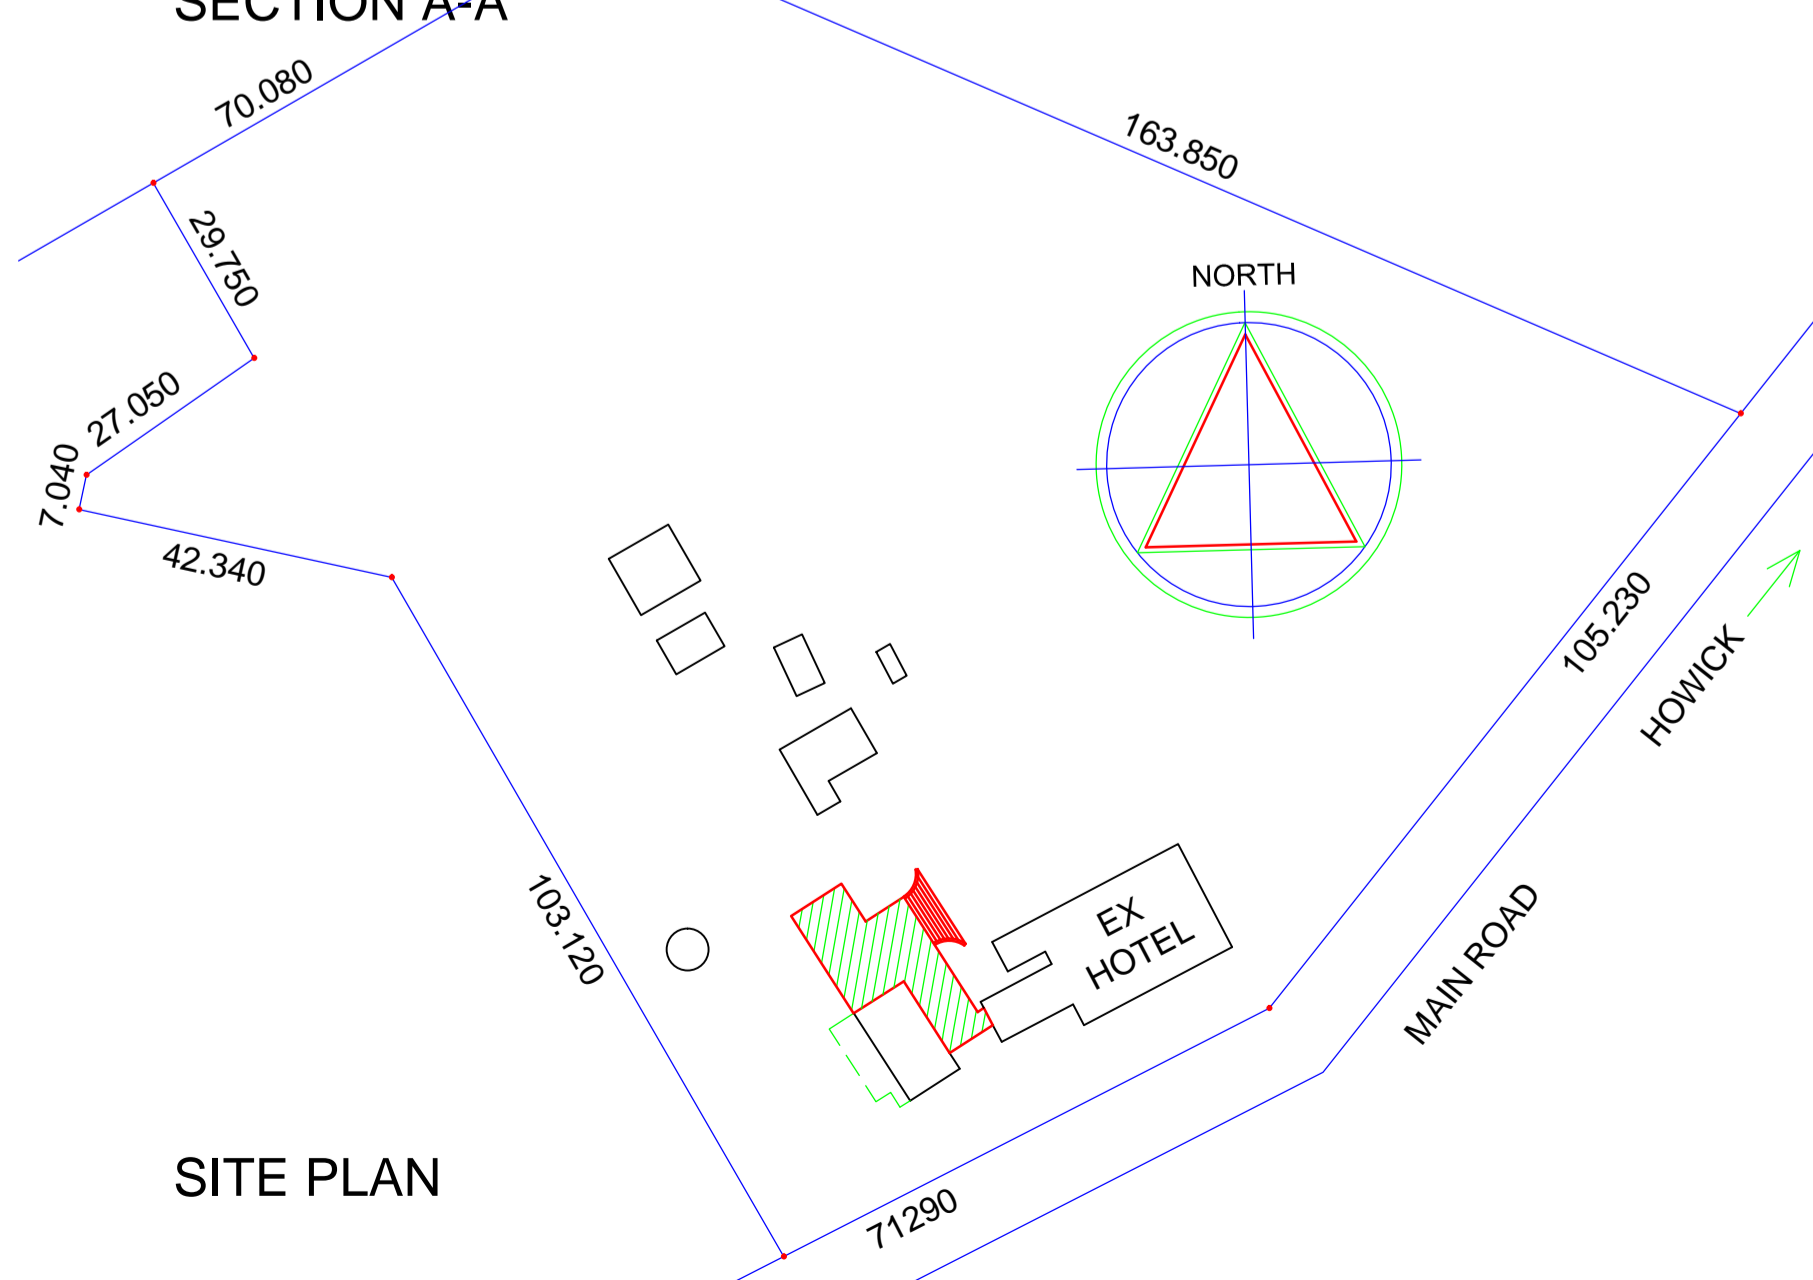 SECTION A-A
70.080
163.850
29.750
NORTH
27.050
7.040
42.340
105.230
HOWICK
103.120
EX
HOTEL
MAIN ROAD
SITE PLAN
71290